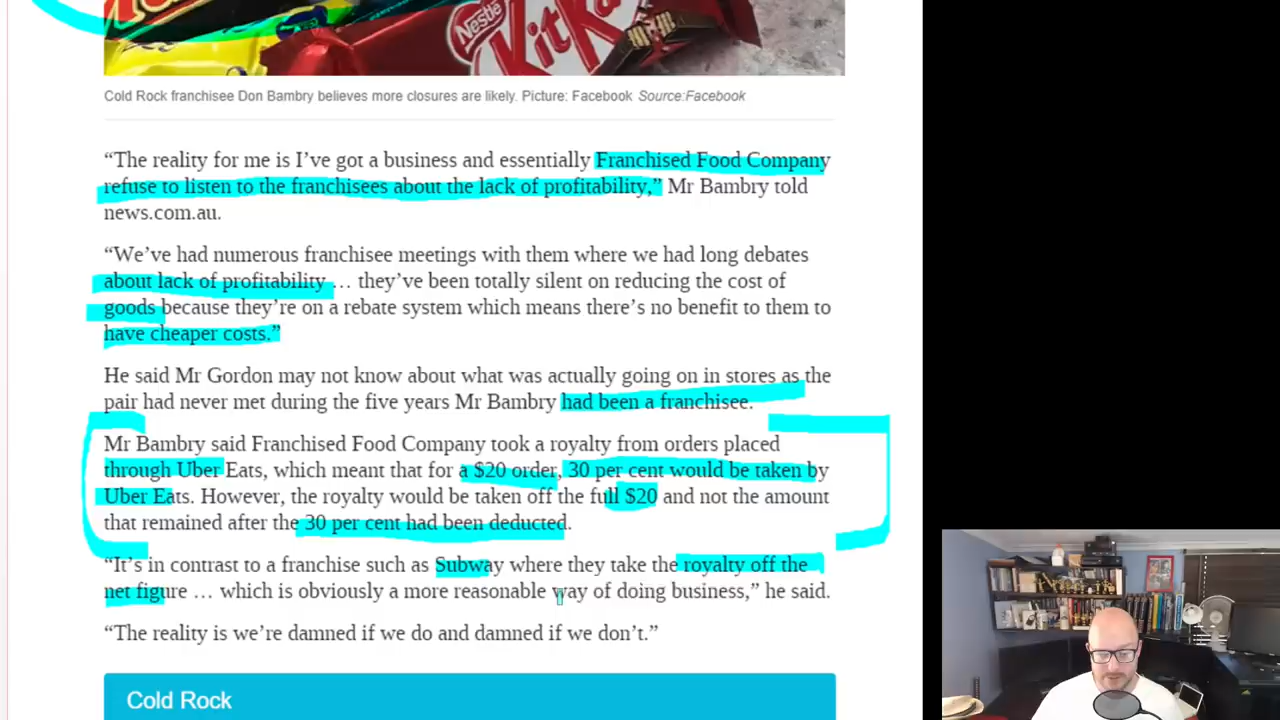 Nestle
KitKa
Cold Rock franchisee Don Bambry believes more closures are likely. Picture: Facebook Source:Facebook
“The reality for me is I’ve got a business and essentially Franchised Food Company
refuse to listen to the franchisees about the lack of profitability,” Mr Bambry told
news.com.au.
“We’ve had numerous franchisee meetings with them where we had long debates
about lack of profitability … they’ve been totally silent on reducing the cost of
goods because they’re on a rebate system which means there’s no benefit to them to
have cheaper costs.”
He said Mr Gordon may not know about what was actually going on in stores as the
pair had never met during the five years Mr Bambry had been a franchisee.
Mr Bambry said Franchised Food Company took a royalty from orders placed
through Uber Eats, which meant that for a $20 order, 30 per cent would be taken by
Uber Eats. However, the royalty would be taken off the full $20 and not the amount
that remained after the 30 per cent had been deducted.
“It’s in contrast to a franchise such as Subway where they take the royalty off the
net figure … which is obviously a more reasonable way of doing business,” he said.
“The reality is we’re damned if we do and damned if we don’t.”
Cold Rock